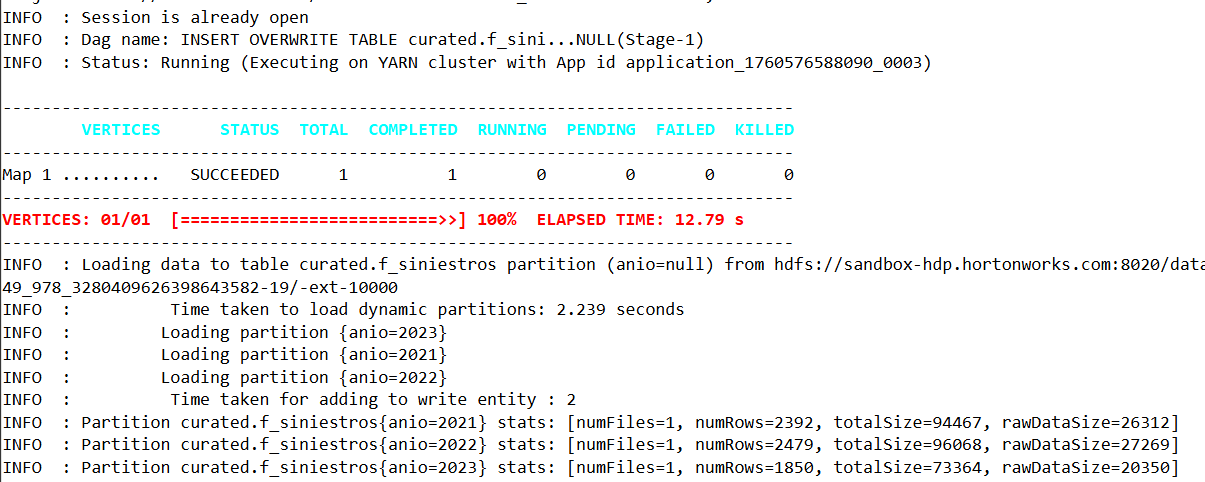 INFO  : Session is already open
INFO  : Dag name: INSERT OVERWRITE TABLE curated.f_sini...NULL(Stage-1)
INFO  : Status: Running (Executing on YARN cluster with App id application_1760576588090_0003)
--------------------------------------------------------------------------------
        VERTICES      STATUS  TOTAL  COMPLETED  RUNNING  PENDING  FAILED  KILLED
--------------------------------------------------------------------------------
Map 1 ..........   SUCCEEDED      1          1        0        0       0       0
--------------------------------------------------------------------------------
VERTICES: 01/01  [==========================>>] 100%  ELAPSED TIME: 12.79 s
--------------------------------------------------------------------------------
INFO  : Loading data to table curated.f_siniestros partition (anio=null) from hdfs://sandbox-hdp.hortonworks.com:8020/data
49_978_3280409626398643582-19/-ext-10000
INFO  :          Time taken to load dynamic partitions: 2.239 seconds
INFO  :         Loading partition {anio=2023}
INFO  :         Loading partition {anio=2021}
INFO  :         Loading partition {anio=2022}
INFO  :          Time taken for adding to write entity : 2
INFO  : Partition curated.f_siniestros{anio=2021} stats: [numFiles=1, numRows=2392, totalSize=94467, rawDataSize=26312]
INFO  : Partition curated.f_siniestros{anio=2022} stats: [numFiles=1, numRows=2479, totalSize=96068, rawDataSize=27269]
INFO  : Partition curated.f_siniestros{anio=2023} stats: [numFiles=1, numRows=1850, totalSize=73364, rawDataSize=20350]